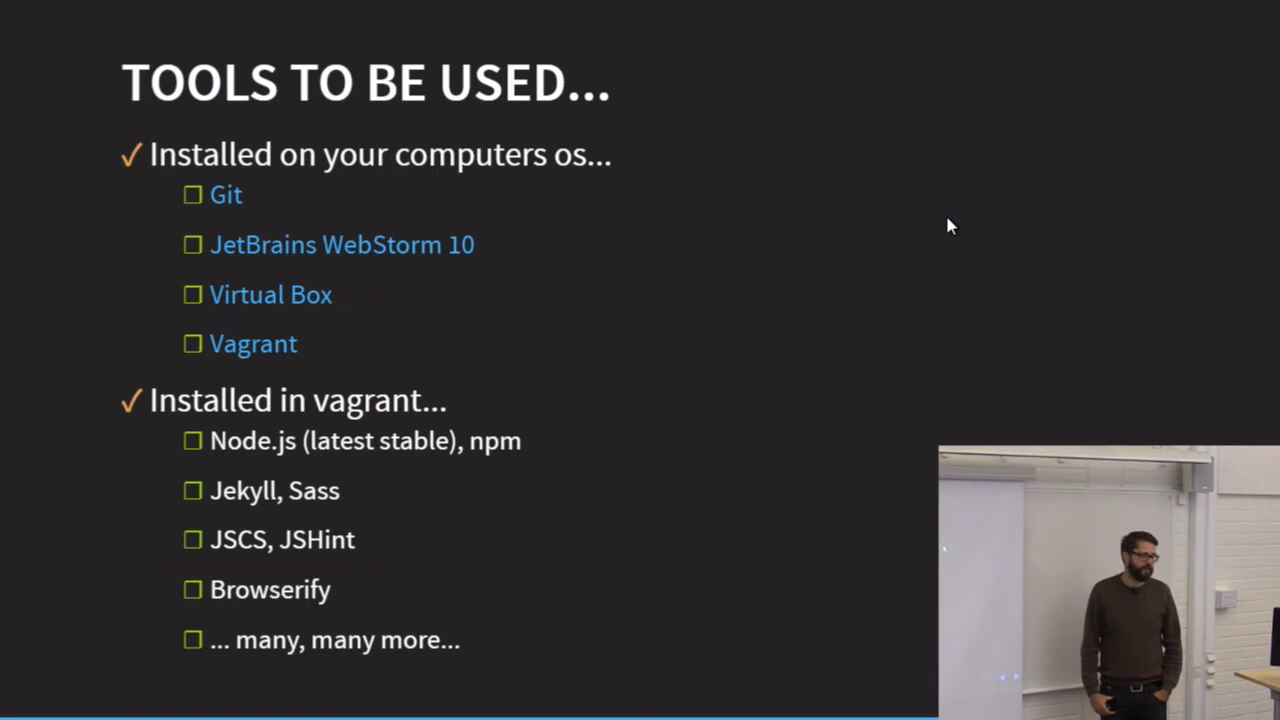 TOOLS TO BE USED...
✓ Installed on your computers os...
❒ Git
❒ JetBrains WebStorm 10
❒ Virtual Box
❒ Vagrant
✓ Installed in vagrant...
❒ Node.js (latest stable), npm
❒ Jekyll, Sass
❒ JSCS, JSHint
❒ Browserify
❒ ... many, many more...